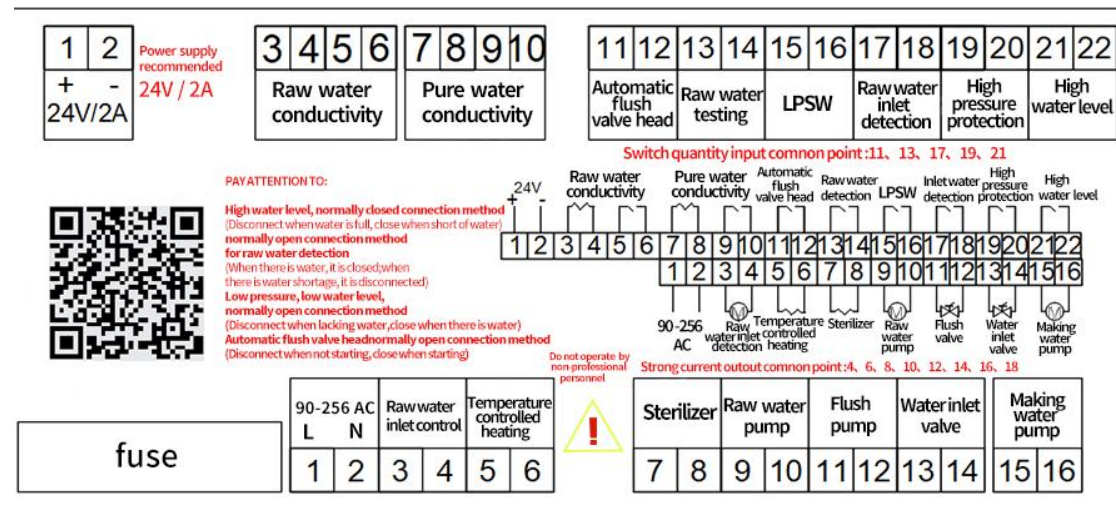 1 2
+ -
24V/2A
Power supply
recommended
24V / 2A
3 4 5 6
Raw water
conductivity
7 8 9 10
Pure water
conductivity
11 12 13 14 15 16 17 18 19 20 21 22
Automatic
flush
valve head
Raw water
testing
LPSW
Raw water
inlet
detection
High
pressure
protection
High
water level
Switch quantity input comnon point :11、 13、 17、 19、 21
PAY ATTENTION TO:
High water level, normally closed connection method
(Disconnect when water is full, close when short of water)
normally open connection method
for raw water detection
(When there is water, it is closed;when
there is water shortage, it is disconnected)
Low pressure, low water level,
normally open connection method
(Disconnect when lacking water,close when there is water)
Automatic flush valve headnormally open connection method
(Disconnect when not starting, close when starting)
24V
+ -
Raw water
conductivity
Pure water
conductivity
Automatic
flush
valve head
Raw water
detection
LPSW
Inlet water
detection
High
pressure
protection
High
water level
1 2 3 4 5 6 7 8 9 10 11 12 13 14 15 16 17 18 19 20 21 22
1 2 3 4 5 6 7 8 9 10 11 12 13 14 15 16
M M M
90 -256
AC
Raw
water inlet
detection
Temperature
controlled
heating
Sterilizer
Raw
water
pump
Flush
valve
Water
inlet
valve
Making
water
pump
Do not operate by
non-professional
personnel
!
Strong current outout comnon point :4、 6、 8、 10、 12、 14、 16、 18
fuse
90-256 AC
L N
Raw water
inlet control
Temperature
controlled
heating
1 2 3 4 5 6
Sterilizer
Raw water
pump
Flush
pump
Water inlet
valve
Making
water
pump
7 8 9 10 11 12 13 14 15 16